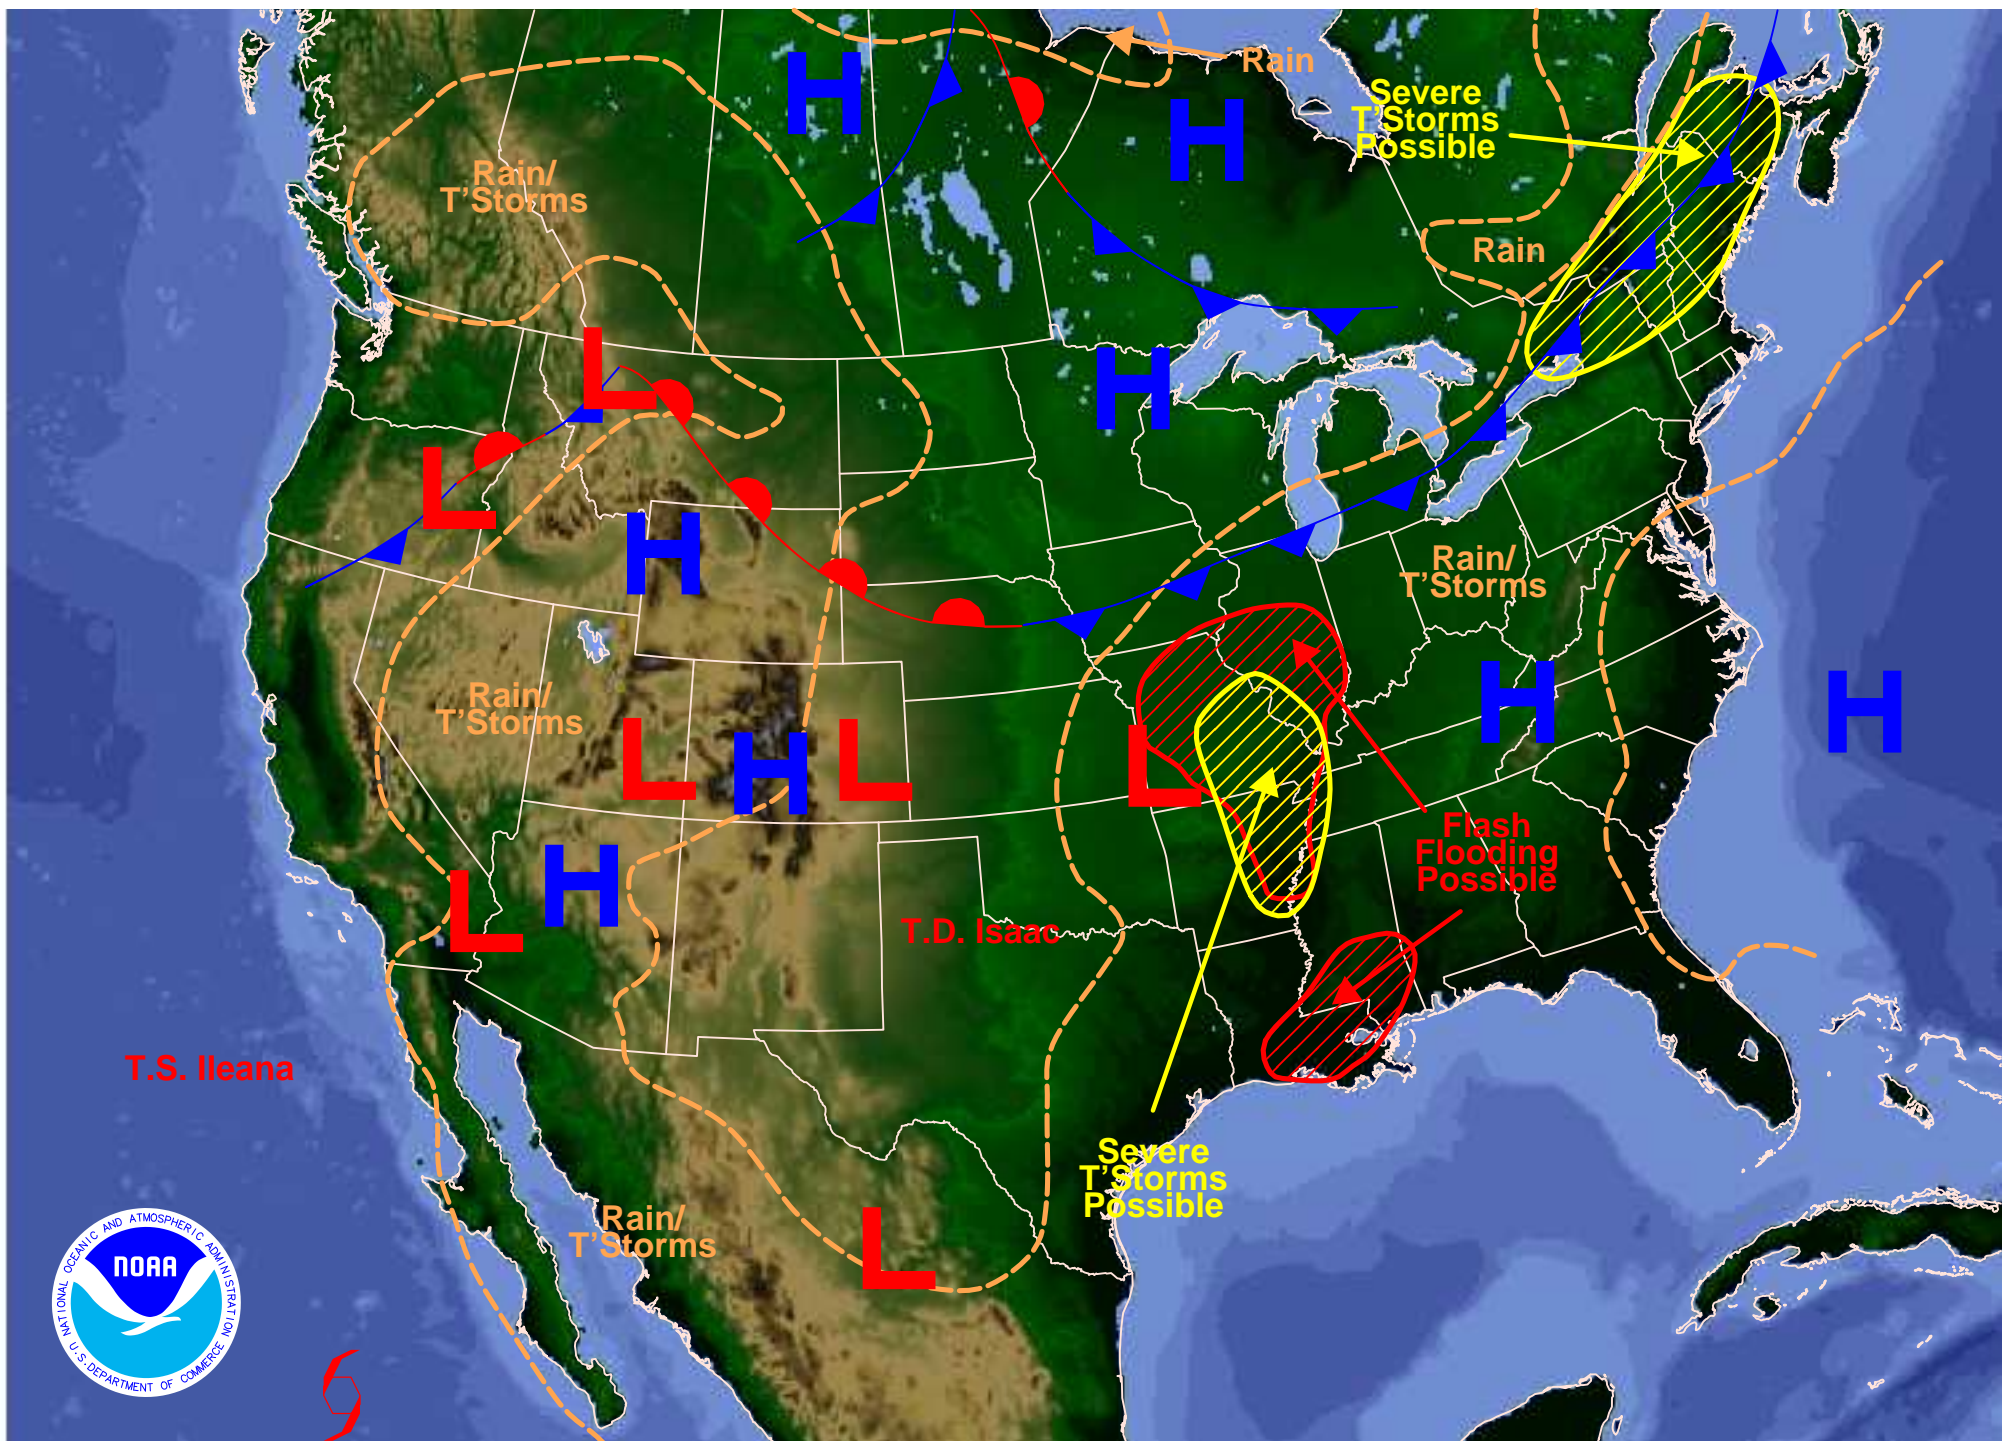 H
H
Rain
Severe
T'Storms
Possible
Rain/
T'Storms
Rain
L
H
L
H
Rain/
T'Storms
H
H
Rain/
T'Storms
L
H
L
L
H
L
Flash
Flooding
Possible
T.D. Isaac
T.S. Ileana
Severe
T'Storms
Possible
Rain/
T'Storms
L
NATIONAL OCEANIC AND ATMOSPHERIC ADMINISTRATION
NOAA
U.S. DEPARTMENT OF COMMERCE